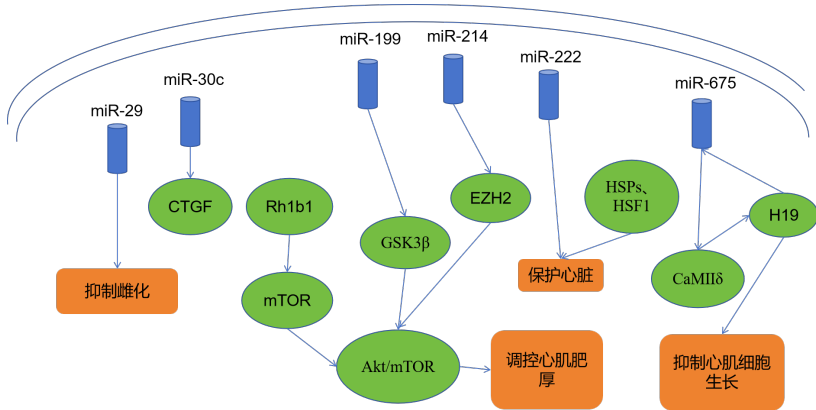 miR-199
miR-214
miR-222
miR-30c
miR-675
miR-29
CTGF
Rh1b1
EZH2
HSPs、
HSF1
H19
GSK3β
抑制雌化
mTOR
保护心脏
CaMIIδ
Akt/mTOR
调控心肌肥
厚
抑制心肌细胞
生长